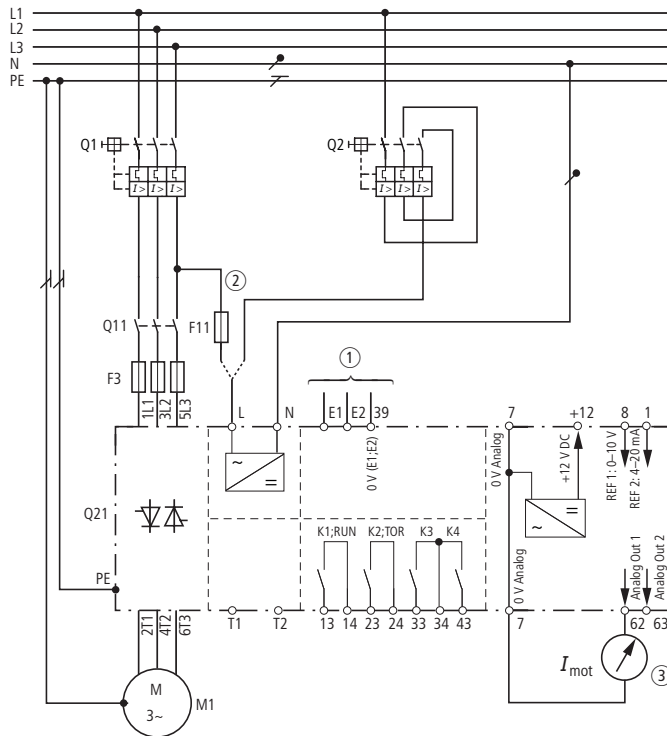 L1
L2
L3
N
PE
Q1
I> I> I>
Q2
I> I> I>
2
Q11
F11
1
F3
1L1
3L2
5L3
L
N
E1
E2
39
7
+12
8
1
0 V (E1;E2)
0 V Analog
+12 V DC
REF 1: 0–10 V
REF 2: 4–20 mA
~
=
Q21
=
~
K1;RUN
K2;TOR
K3
K4
0 V Analog
Analog Out 1
Analog Out 2
PE
2T1
4T2
6T3
T1
T2
13
14
23
24
33
34
43
7
62
63
M
3~
M1
Imot
3